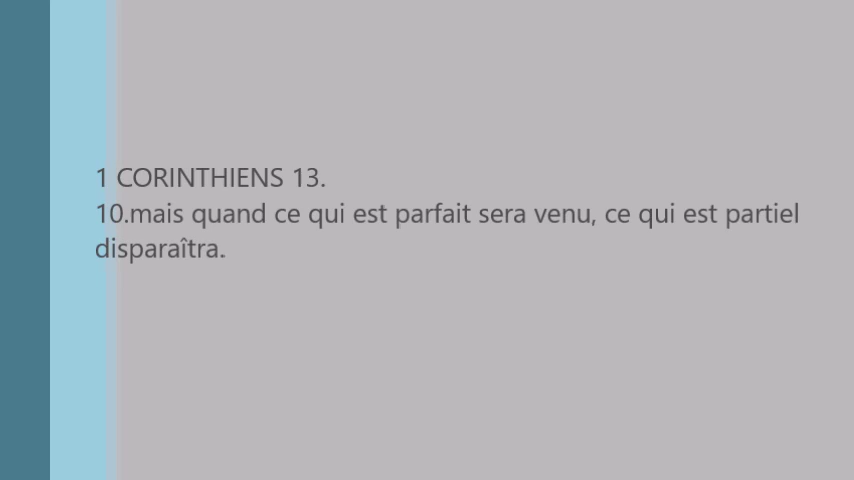 1 CORINTHIENS 13.
10.mais quand ce qui est parfait sera venu, ce qui est partiel
disparaîtra.